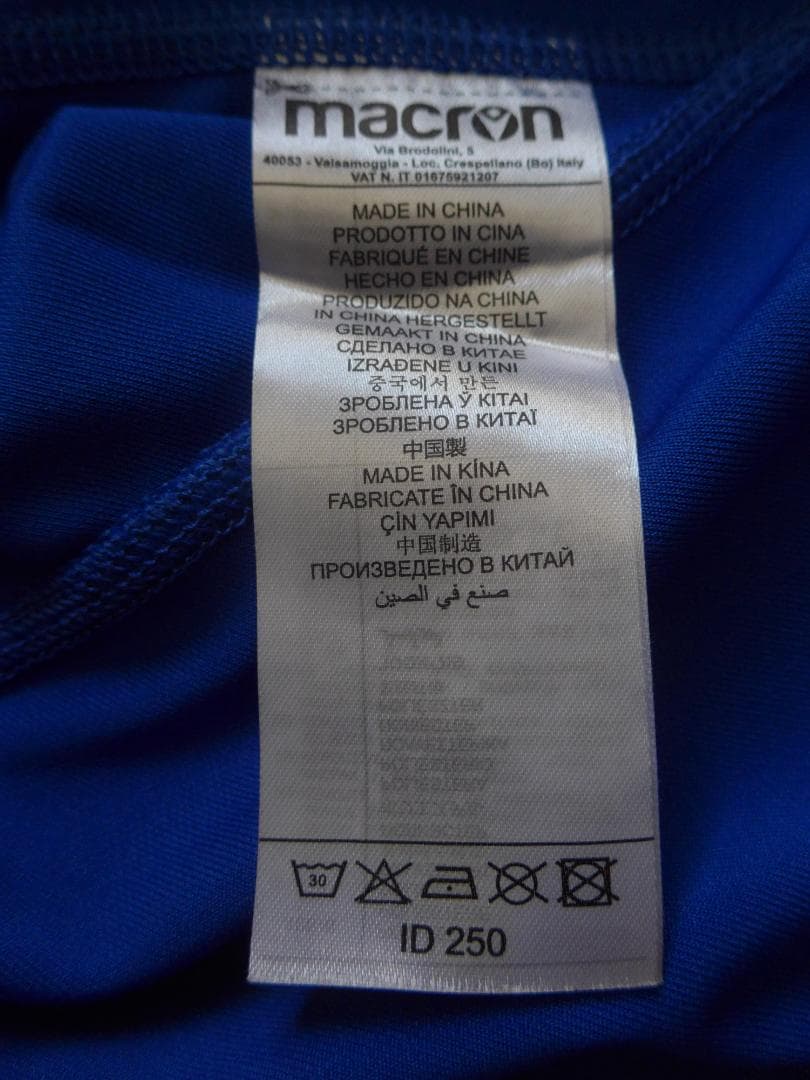 macron
Via Brodolini, 5
40053 - Valsamoggia - Loc. Crespellano (Bo) Italy
VAT N. IT 01675921207
MADE IN CHINA
PRODOTTO IN CINA
FABRIQUÉ EN CHINE
HECHO EN CHINA
PRODUZIDO NA CHINA
IN CHINA HERGESTELLT
GEMAAKT IN CHINA
СДЕЛАНО В КИТАЕ
IZRAĐENE U KINI
중국에서 만든
ЗРОБЛЕНА Ў КІТАІ
ЗРОБЛЕНО В КИТАЇ
中国製
MADE IN KÍNA
FABRICATE ÎN CHINA
ÇİN YAPIMI
中国制造
ПРОИЗВЕДЕНО В КИТАЙ
صنع في الصين
30
ID 250